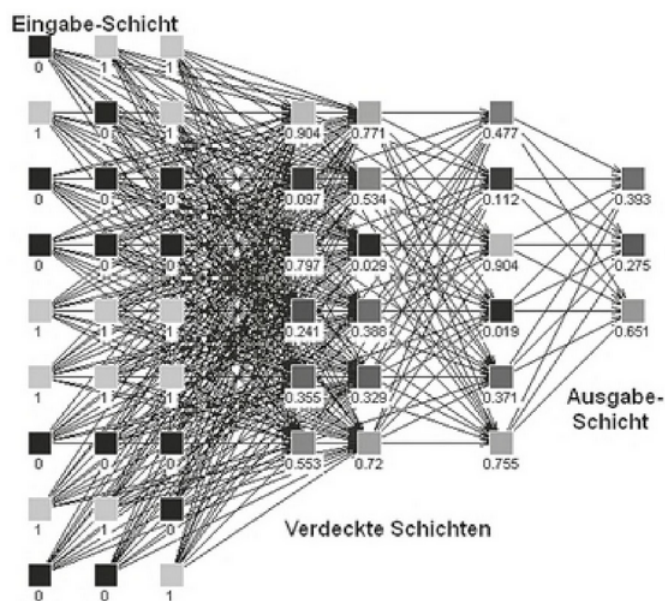 Eingabe-Schicht
0 1 1
1 0 1
0.904 0.771 0.477
0 0 0
0.097 0.534 0.112 0.393
0 0 0
0.797 0.029 0.904 0.275
1 1 1
0.241 0.388 0.019 0.651
1 1 1
0.355 0.329 0.371
Ausgabe-
Schicht
0 0 0
0.553 0.72 0.755
1 1 0
Verdeckte Schichten
0 0 1